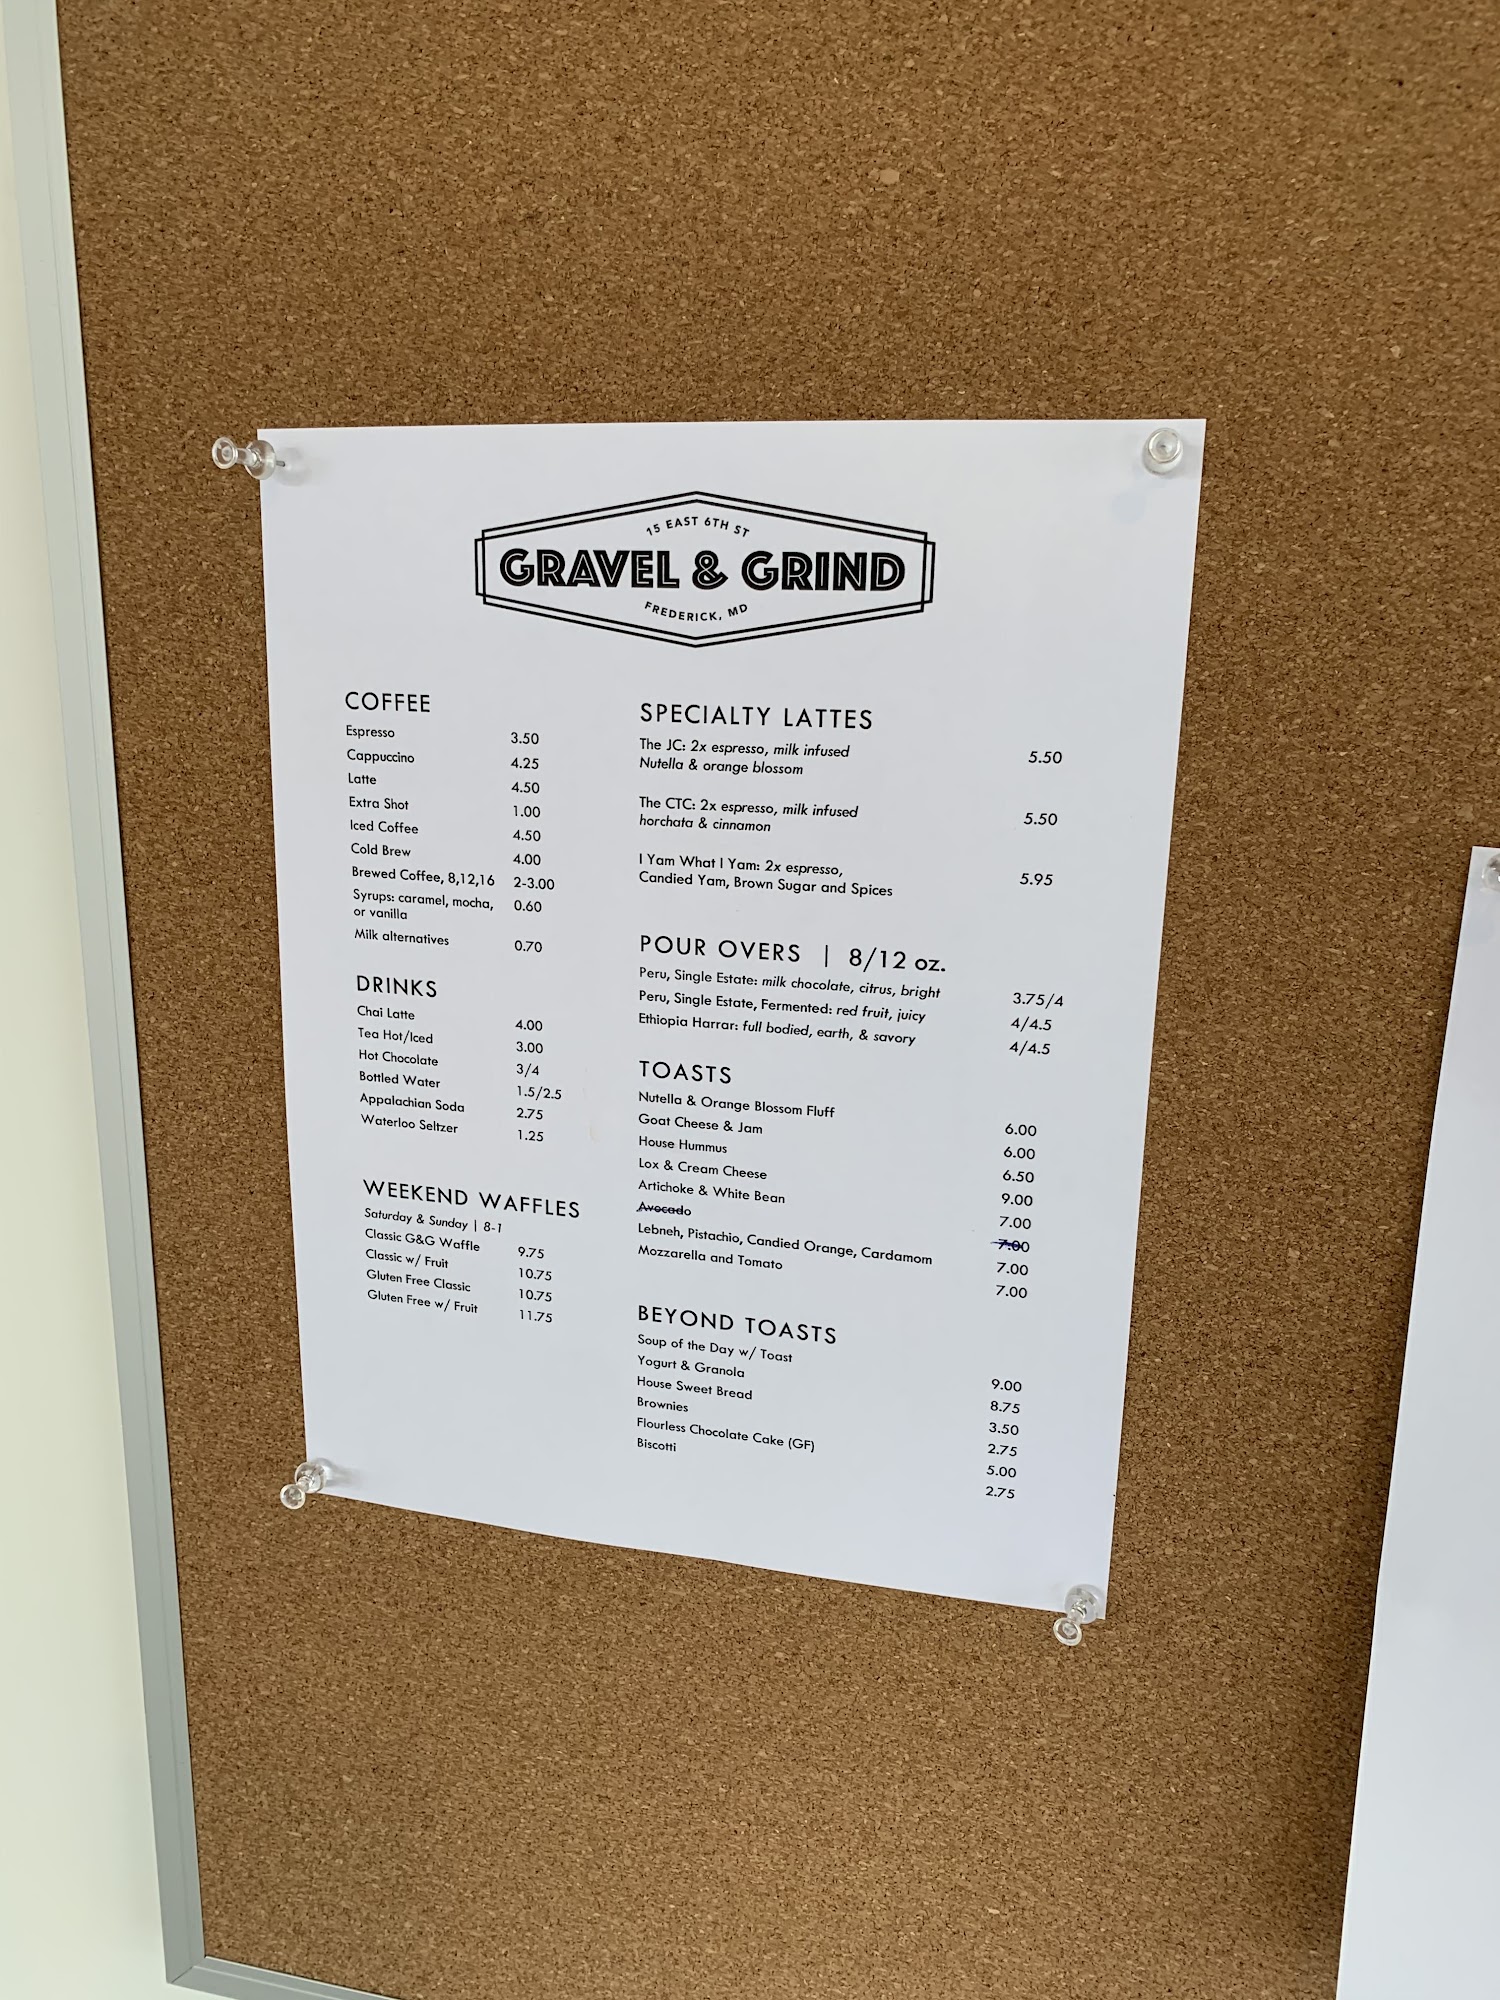 15 EAST 6TH ST
GRAVEL & GRIND
FREDERICK, MD
COFFEE
Espresso 3.50
Cappuccino 4.25
Latte 4.50
Extra Shot 1.00
Iced Coffee 4.50
Cold Brew 4.00
Brewed Coffee, 8,12,16 2-3.00
Syrups: caramel, mocha, 0.60
or vanilla
Milk alternatives 0.70
DRINKS
Chai Latte 4.00
Tea Hot/Iced 3.00
Hot Chocolate 3/4
Bottled Water 1.5/2.5
Appalachian Soda 2.75
Waterloo Seltzer 1.25
WEEKEND WAFFLES
Saturday & Sunday | 8-1
Classic G&G Waffle 9.75
Classic w/ Fruit 10.75
Gluten Free Classic 10.75
Gluten Free w/ Fruit 11.75
SPECIALTY LATTES
The JC: 2x espresso, milk infused 5.50
Nutella & orange blossom
The CTC: 2x espresso, milk infused 5.50
horchata & cinnamon
I Yam What I Yam: 2x espresso, 5.95
Candied Yam, Brown Sugar and Spices
POUR OVERS | 8/12 oz.
Peru, Single Estate: milk chocolate, citrus, bright 3.75/4
Peru, Single Estate, Fermented: red fruit, juicy 4/4.5
Ethiopia Harrar: full bodied, earth, & savory 4/4.5
TOASTS
Nutella & Orange Blossom Fluff 6.00
Goat Cheese & Jam 6.00
House Hummus 6.50
Lox & Cream Cheese 9.00
Artichoke & White Bean 7.00
Avocado 7.00
Lebneh, Pistachio, Candied Orange, Cardamom 7.00
Mozzarella and Tomato 7.00
BEYOND TOASTS
Soup of the Day w/ Toast 9.00
Yogurt & Granola 8.75
House Sweet Bread 3.50
Brownies 2.75
Flourless Chocolate Cake (GF) 5.00
Biscotti 2.75